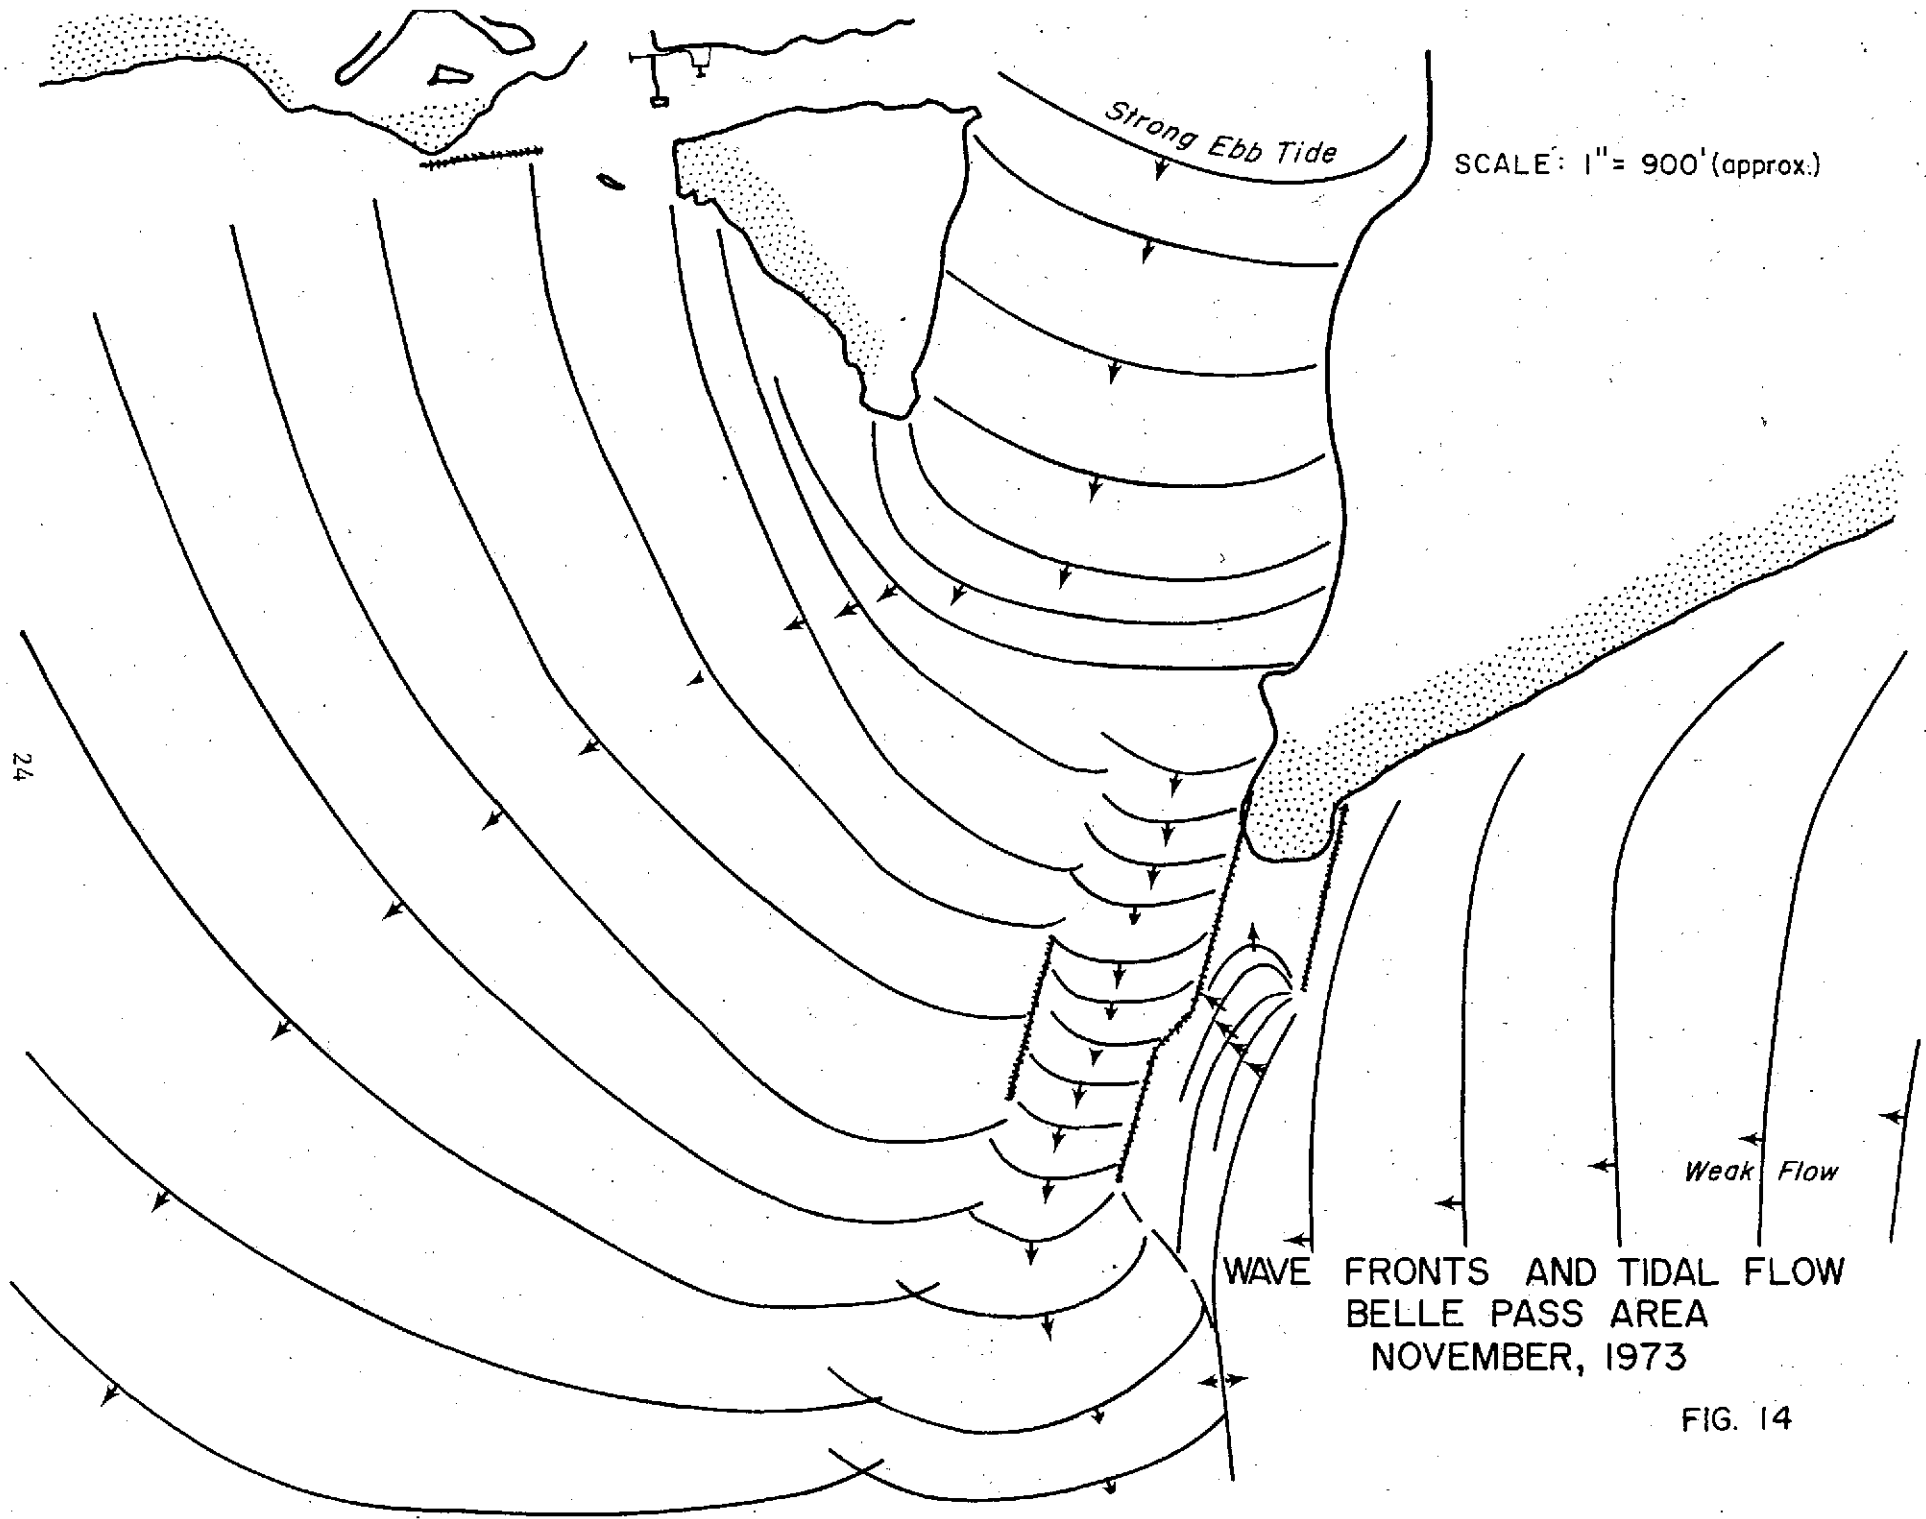 Strong Ebb Tide
SCALE: 1" = 900' (approx.)
24
Weak Flow
WAVE FRONTS AND TIDAL FLOW
BELLE PASS AREA
NOVEMBER, 1973
FIG. 14